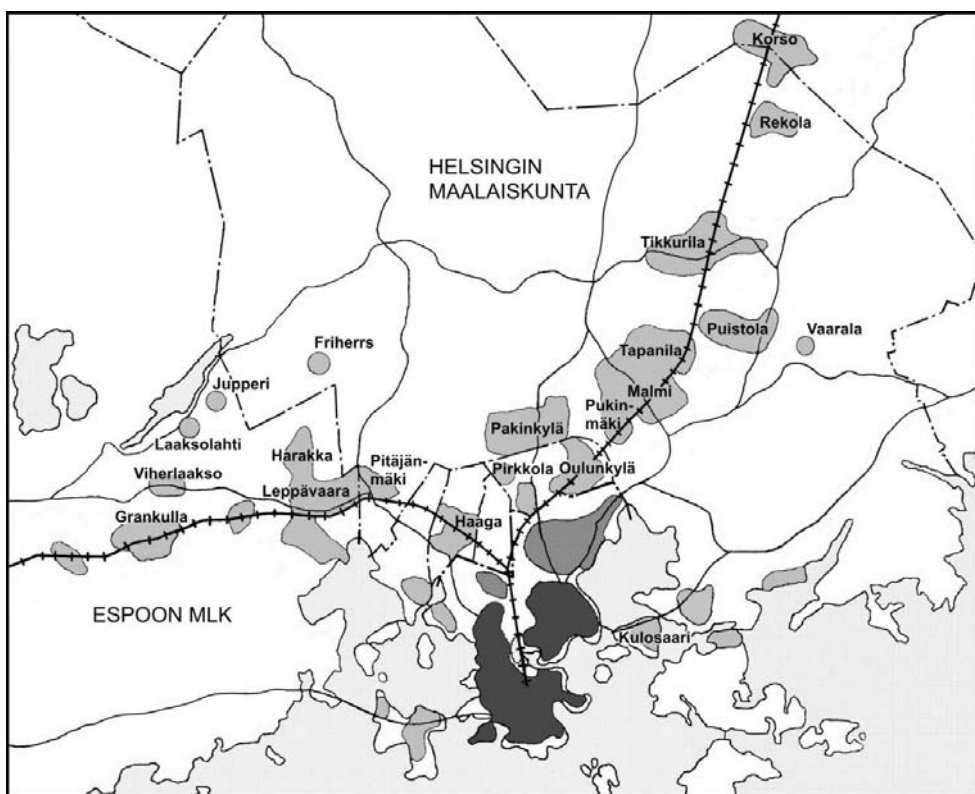 Korso
Rekola
HELSINGIN
MAALAISKUNTA
Tikkurila
Puistola
Vaarala
Friherrs
Tapanila
Jupperi
Malmi
Pukin-
mäki
Pakinkylä
Laaksolahti
Harakka
Pitäjän-
mäki
Pirkkola
Oulunkylä
Viherlaakso
Leppävaara
Grankulla
Haaga
ESPOON MLK
Kulosaari